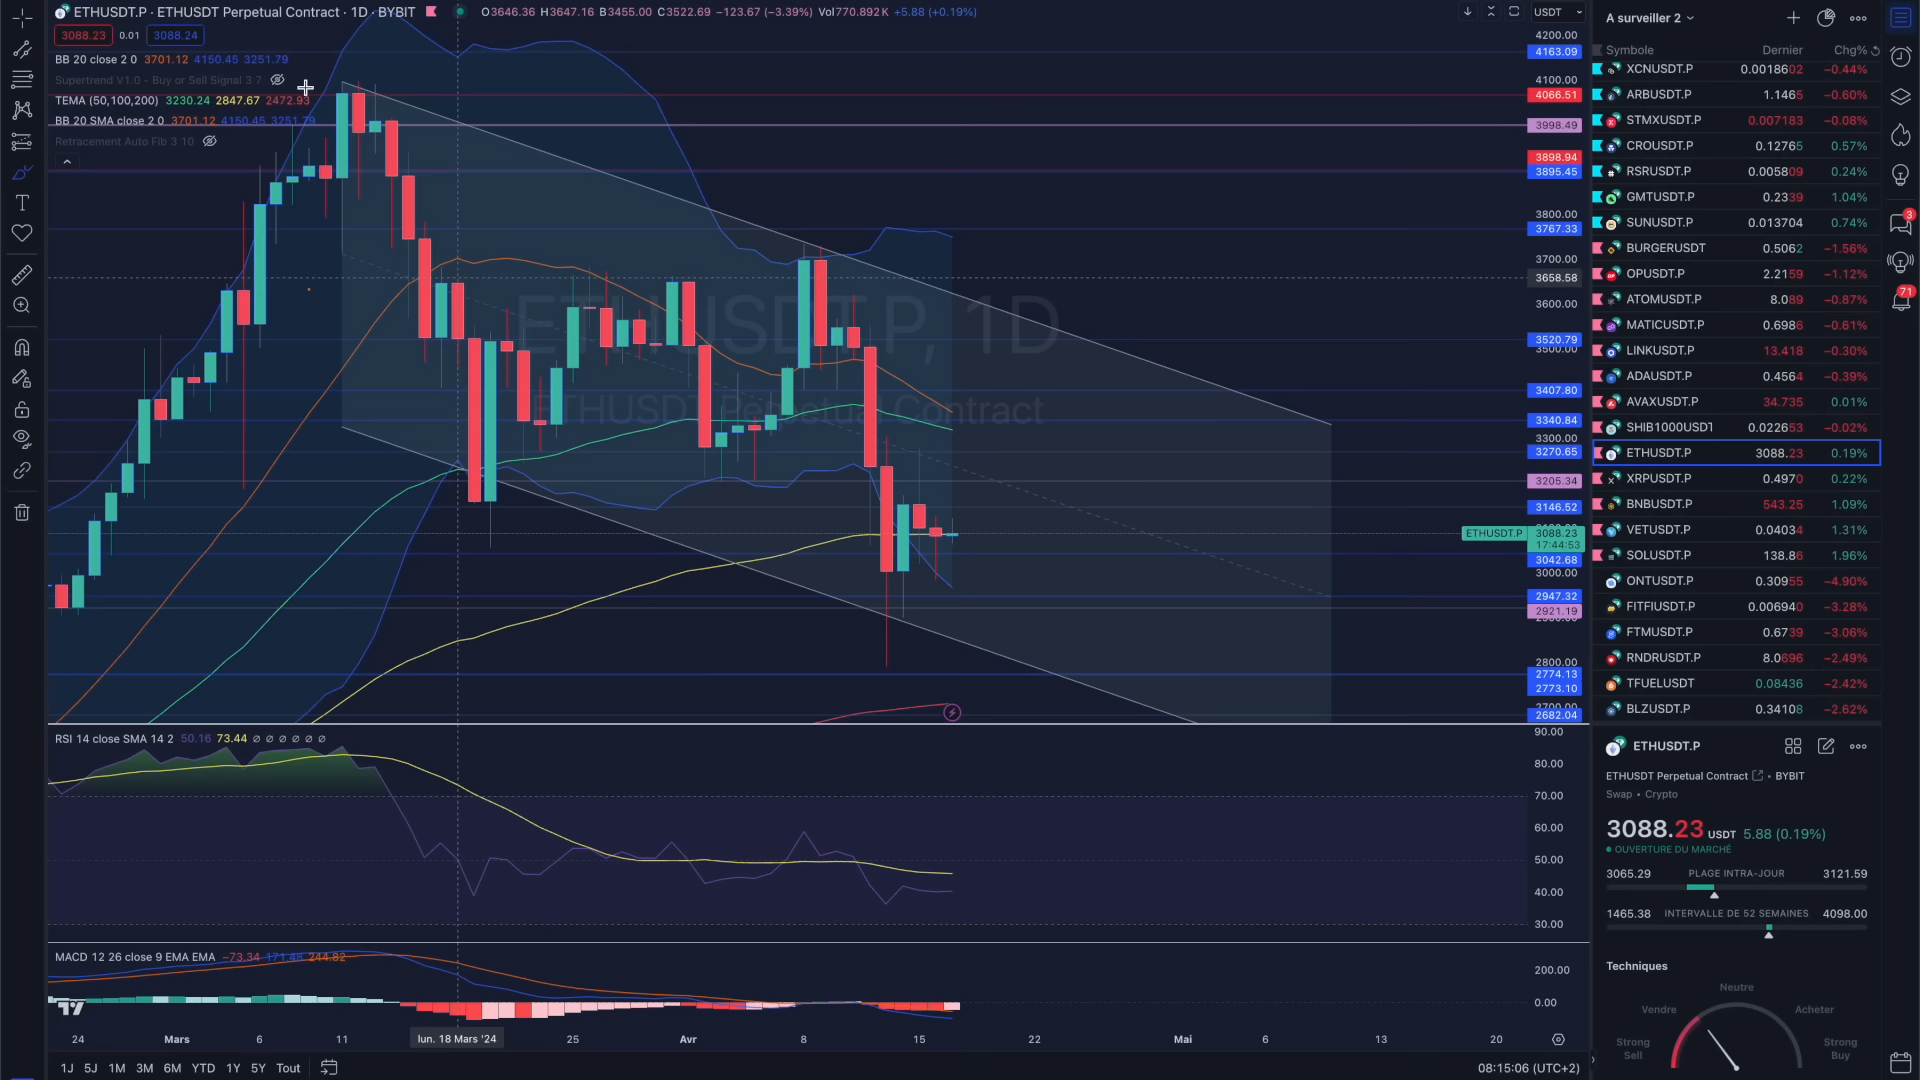 ETHUSDT.P · ETHUSDT Perpetual Contract · 1D · BYBIT O3646.36 H3647.16 B3455.00 C3522.69 −123.67 (−3.39%) Vol770.892K +5.88 (+0.19%)
3088.23 0.01 3088.24
BB 20 close 2 0 3701.12 4150.45 3251.79
Supertrend V1.0 - Buy or Sell Signal 3 7
TEMA (50,100,200) 3230.24 2847.67 2472.93
BB 20 SMA close 2 0 3701.12 4150.45 3251.79
Retracement Auto Fib 3 10
ETHUSDT.P, 1D
ETHUSDT Perpetual Contract
USDT
4200.00
4163.09
4100.00
4066.51
3998.49
3898.94
3895.45
3800.00
3767.33
3700.00
3658.58
3600.00
3520.79
3500.00
3407.80
3340.84
3300.00
3270.65
3205.34
3146.52
ETHUSDT.P 3088.23
17:44:53
3042.68
3000.00
2947.32
2921.19
2800.00
2774.13
2773.10
2700.00
2682.04
RSI 14 close SMA 14 2 50.16 73.44 ∅ ∅ ∅ ∅ ∅ ∅
90.00
80.00
70.00
60.00
50.00
40.00
30.00
MACD 12 26 close 9 EMA EMA −73.34 171.48 244.82
200.00
0.00
24 Mars 6 11 lun. 18 Mars '24 25 Avr 8 15 22 Mai 6 13 20
1J 5J 1M 3M 6M YTD 1Y 5Y Tout
08:15:06 (UTC+2)
A surveiller 2
Symbole Dernier Chg%
XCNUSDT.P 0.0018602 −0.44%
ARBUSDT.P 1.1465 −0.60%
STMXUSDT.P 0.007183 −0.08%
CROUSDT.P 0.12765 0.57%
RSRUSDT.P 0.005809 0.24%
GMTUSDT.P 0.2339 1.04%
SUNUSDT.P 0.013704 0.74%
BURGERUSDT 0.5062 −1.56%
OPUSDT.P 2.2159 −1.12%
ATOMUSDT.P 8.089 −0.87%
MATICUSDT.P 0.6986 −0.61%
LINKUSDT.P 13.418 −0.30%
ADAUSDT.P 0.4564 −0.39%
AVAXUSDT.P 34.735 0.01%
SHIB1000USDT 0.022653 −0.02%
ETHUSDT.P 3088.23 0.19%
XRPUSDT.P 0.4970 0.22%
BNBUSDT.P 543.25 1.09%
VETUSDT.P 0.04034 1.31%
SOLUSDT.P 138.86 1.96%
ONTUSDT.P 0.30955 −4.90%
FITFIUSDT.P 0.006940 −3.28%
FTMUSDT.P 0.6739 −3.06%
RNDRUSDT.P 8.0696 −2.49%
TFUELUSDT 0.08436 −2.42%
BLZUSDT.P 0.34108 −2.62%
ETHUSDT.P
ETHUSDT Perpetual Contract • BYBIT
Swap • Crypto
3088.23 USDT 5.88 (0.19%)
OUVERTURE DU MARCHÉ
3065.29 PLAGE INTRA-JOUR 3121.59
1465.38 INTERVALLE DE 52 SEMAINES 4098.00
Techniques
Neutre
Vendre Acheter
Strong Sell
Strong Buy
3
71